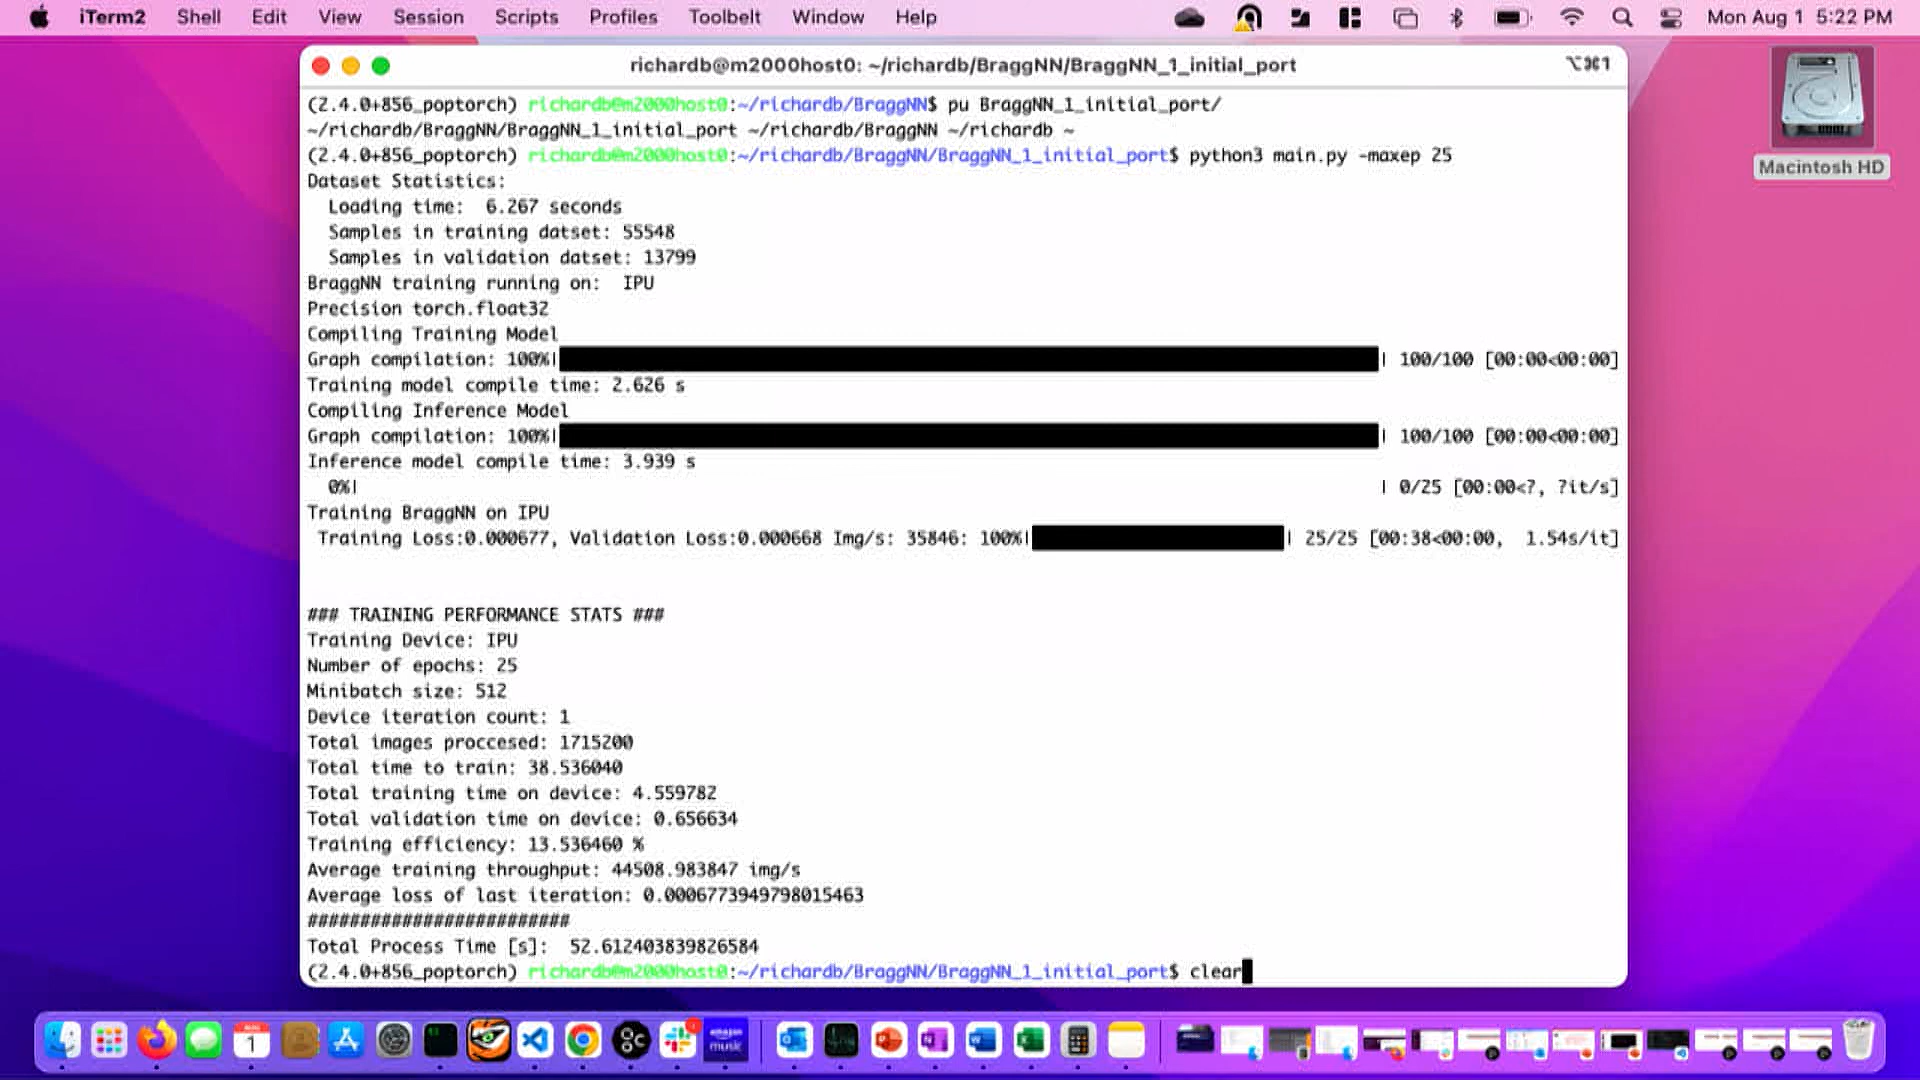 iTerm2 Shell Edit View Session Scripts Profiles Toolbelt Window Help Mon Aug 1 5:22 PM
richardb@m2000host0: ~/richardb/BraggNN/BraggNN_1_initial_port ⌥⌘1
Macintosh HD
(2.4.0+856_poptorch) richardb@m2000host0:~/richardb/BraggNN$ pu BraggNN_1_initial_port/
~/richardb/BraggNN/BraggNN_1_initial_port ~/richardb/BraggNN ~/richardb ~
(2.4.0+856_poptorch) richardb@m2000host0:~/richardb/BraggNN/BraggNN_1_initial_port$ python3 main.py -maxep 25
Dataset Statistics:
Loading time:  6.267 seconds
Samples in training datset: 55548
Samples in validation datset: 13799
BraggNN training running on:  IPU
Precision torch.float32
Compiling Training Model
Graph compilation: 100%| | 100/100 [00:00<00:00]
Training model compile time: 2.626 s
Compiling Inference Model
Graph compilation: 100%| | 100/100 [00:00<00:00]
Inference model compile time: 3.939 s
0%| | 0/25 [00:00<?, ?it/s]
Training BraggNN on IPU
Training Loss:0.000677, Validation Loss:0.000668 Img/s: 35846: 100%| | 25/25 [00:38<00:00,  1.54s/it]
### TRAINING PERFORMANCE STATS ###
Training Device: IPU
Number of epochs: 25
Minibatch size: 512
Device iteration count: 1
Total images proccesed: 1715200
Total time to train: 38.536040
Total training time on device: 4.559782
Total validation time on device: 0.656634
Training efficiency: 13.536460 %
Average training throughput: 44508.983847 img/s
Average loss of last iteration: 0.0006773949798015463
#########################
Total Process Time [s]:  52.612403839826584
(2.4.0+856_poptorch) richardb@m2000host0:~/richardb/BraggNN/BraggNN_1_initial_port$ clear
AUG
1
amazon music